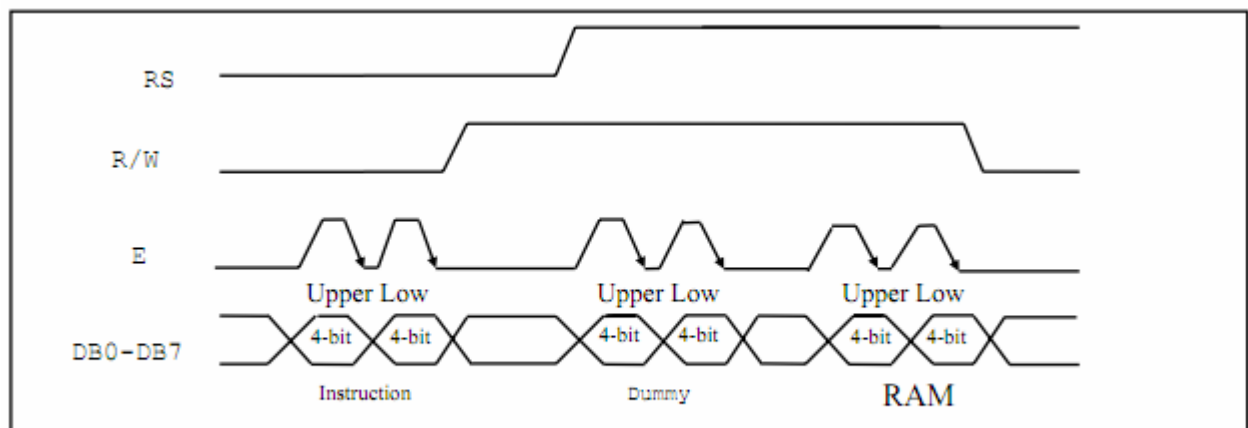 RS
R/W
E
Upper Low Upper Low Upper Low
DB0-DB7 4-bit 4-bit 4-bit 4-bit 4-bit 4-bit
Instruction Dummy RAM